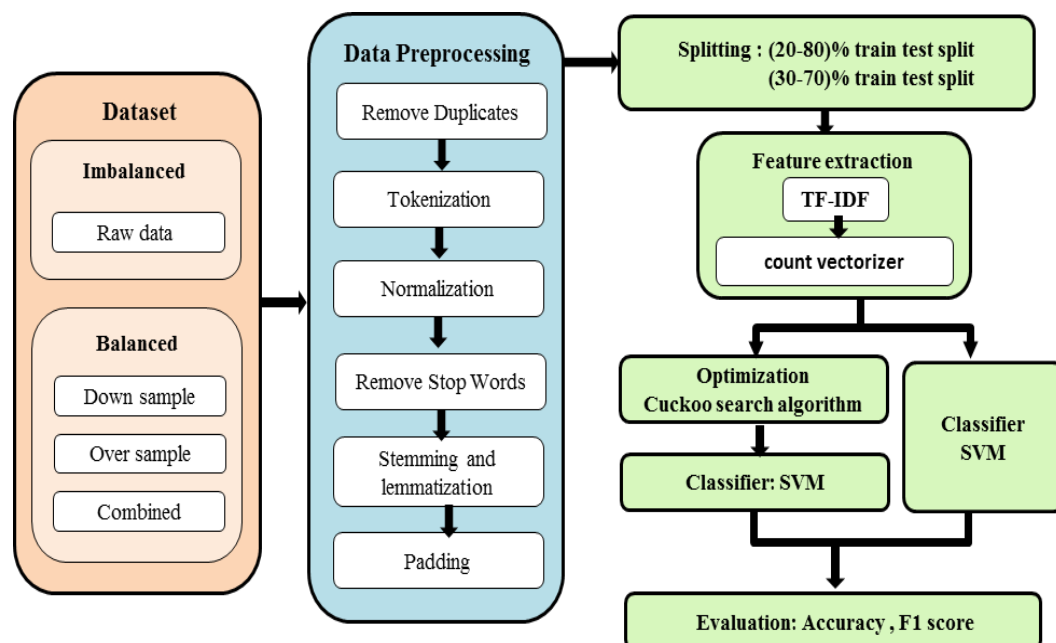 Dataset
Imbalanced
Raw data
Balanced
Down sample
Over sample
Combined
Data Preprocessing
Remove Duplicates
Tokenization
Normalization
Remove Stop Words
Stemming and
lemmatization
Padding
Splitting : (20-80)% train test split
(30-70)% train test split
Feature extraction
TF-IDF
count vectorizer
Optimization
Cuckoo search algorithm
Classifier: SVM
Classifier
SVM
Evaluation: Accuracy , F1 score